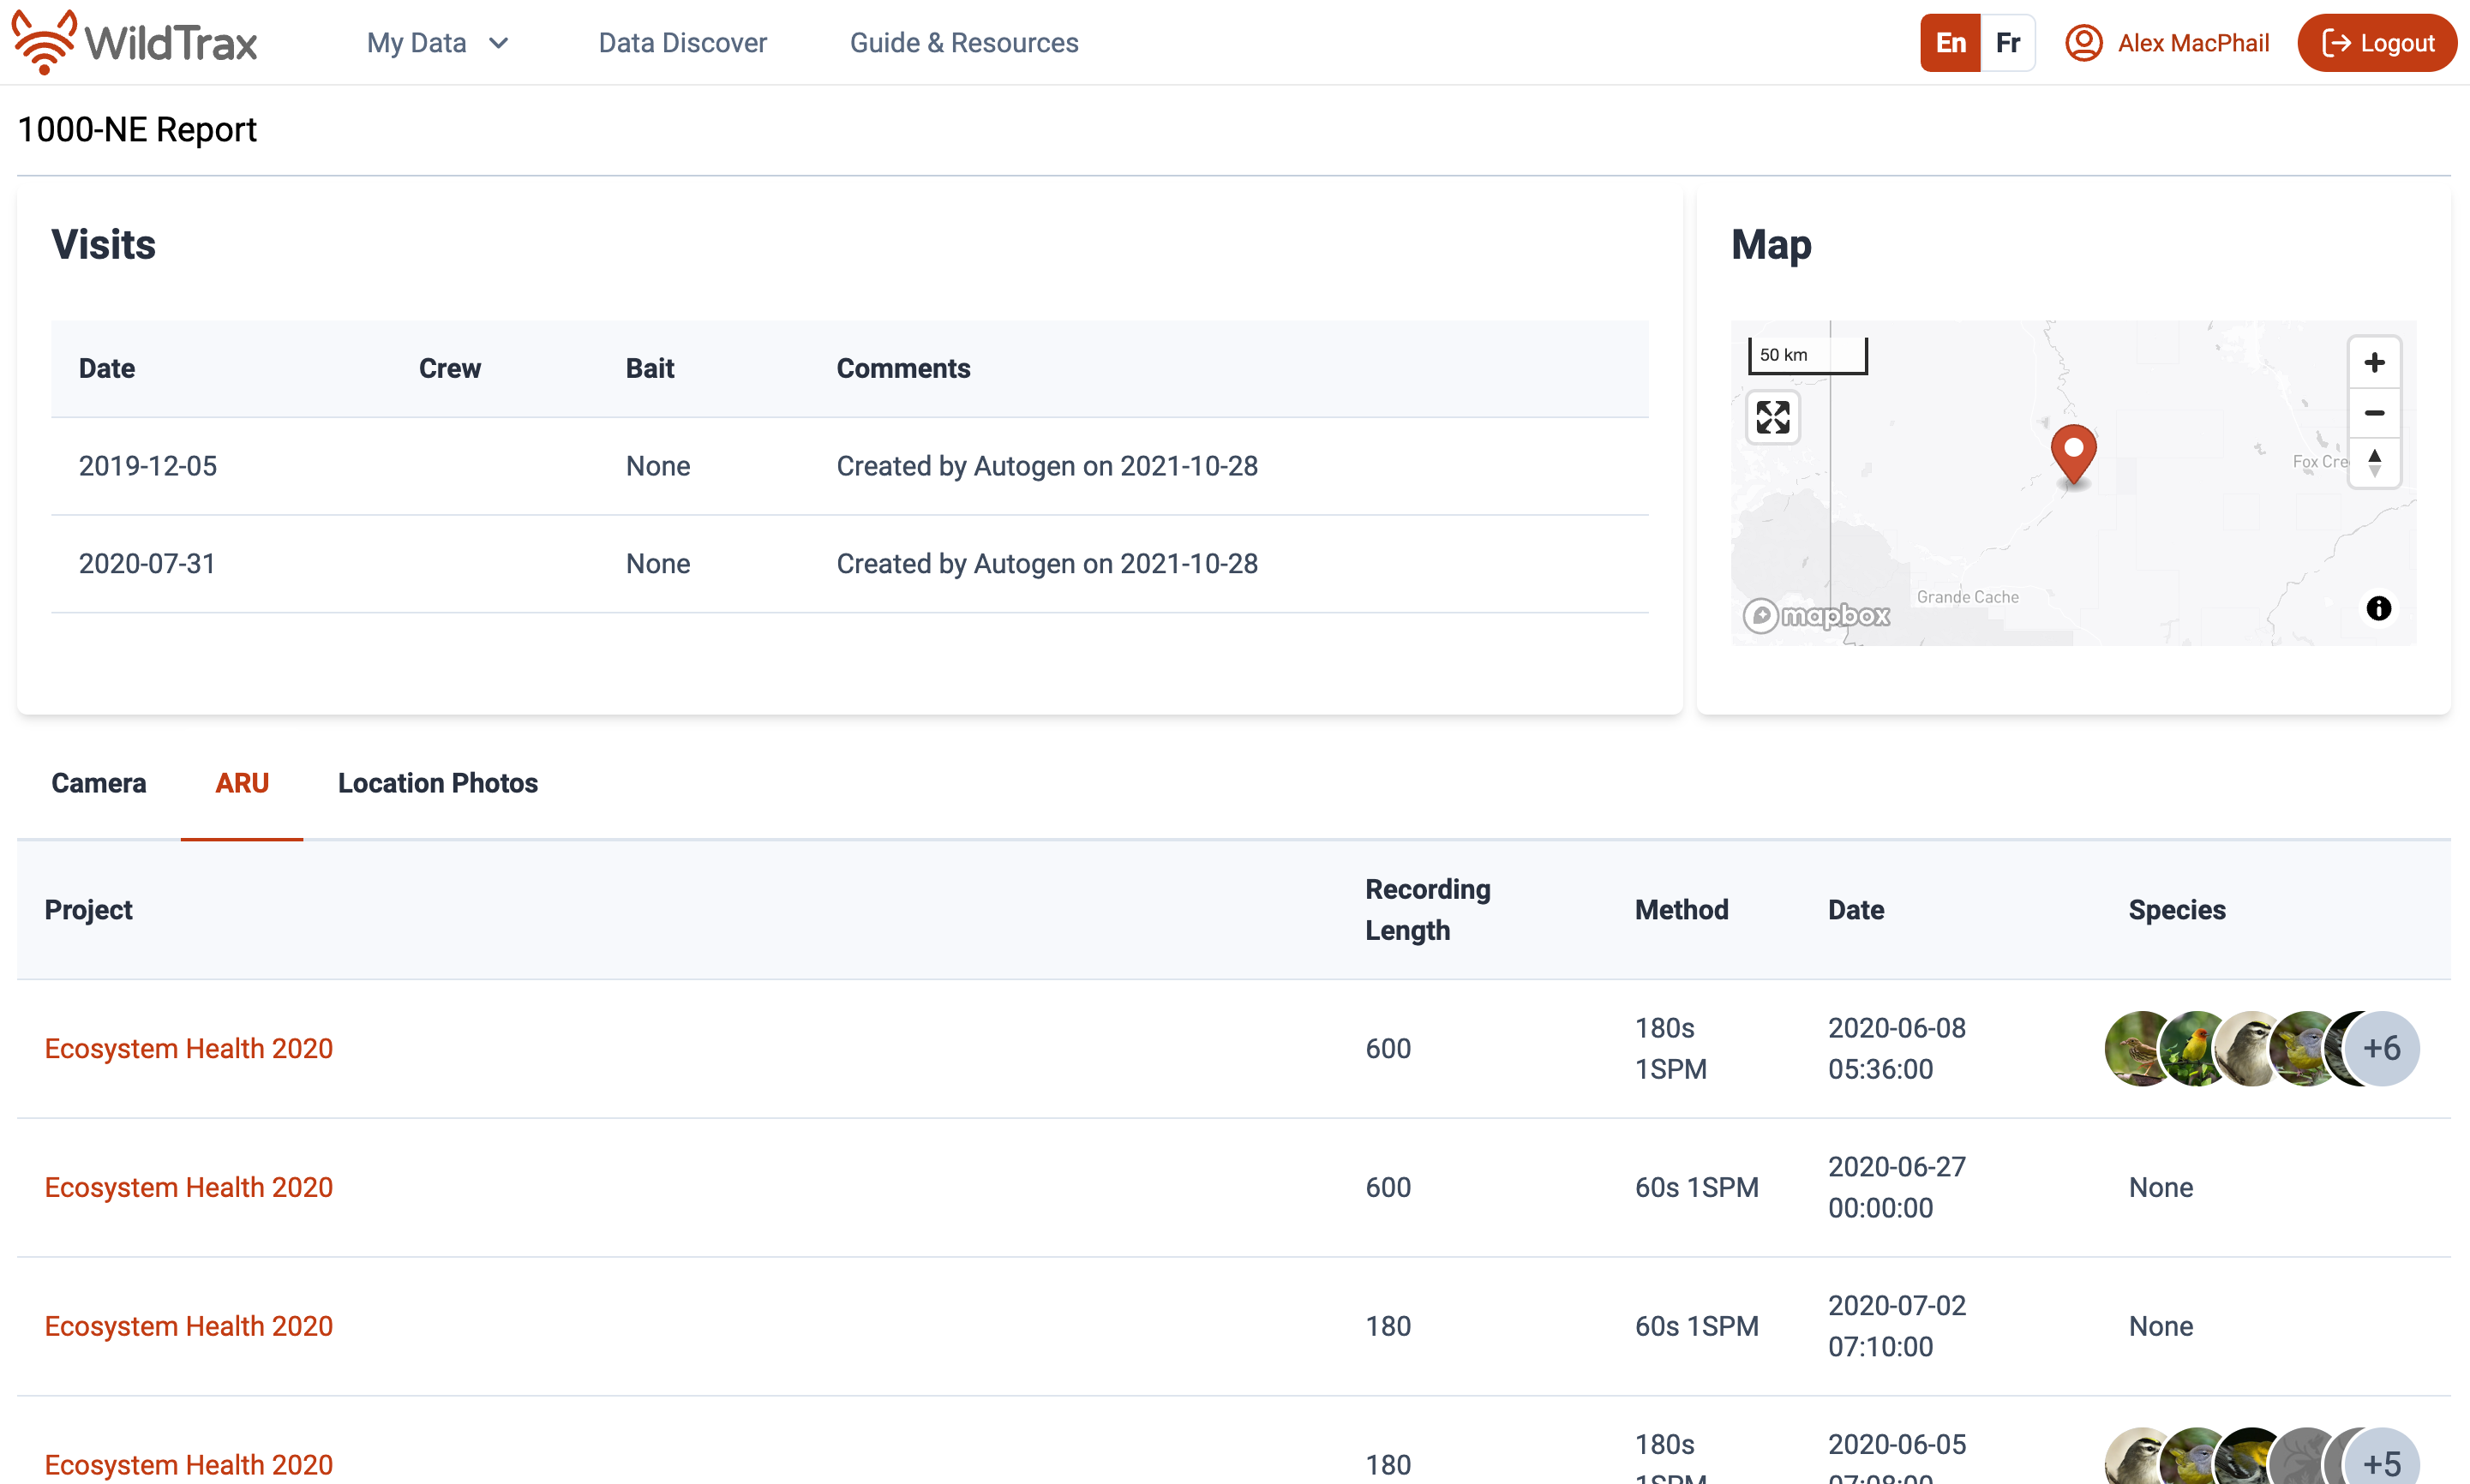 WildTrax My Data Data Discover Guide & Resources En Fr Alex MacPhail Logout
1000-NE Report
Visits
Date Crew Bait Comments
2019-12-05 None Created by Autogen on 2021-10-28
2020-07-31 None Created by Autogen on 2021-10-28
Map
50 km
Fox Cre
Grande Cache
mapbox
Camera ARU Location Photos
Project Recording Length Method Date Species
Ecosystem Health 2020 600 180s 1SPM 2020-06-08 05:36:00 +6
Ecosystem Health 2020 600 60s 1SPM 2020-06-27 00:00:00 None
Ecosystem Health 2020 180 60s 1SPM 2020-07-02 07:10:00 None
Ecosystem Health 2020 180 180s 1SPM 2020-06-05 07:08:00 +5